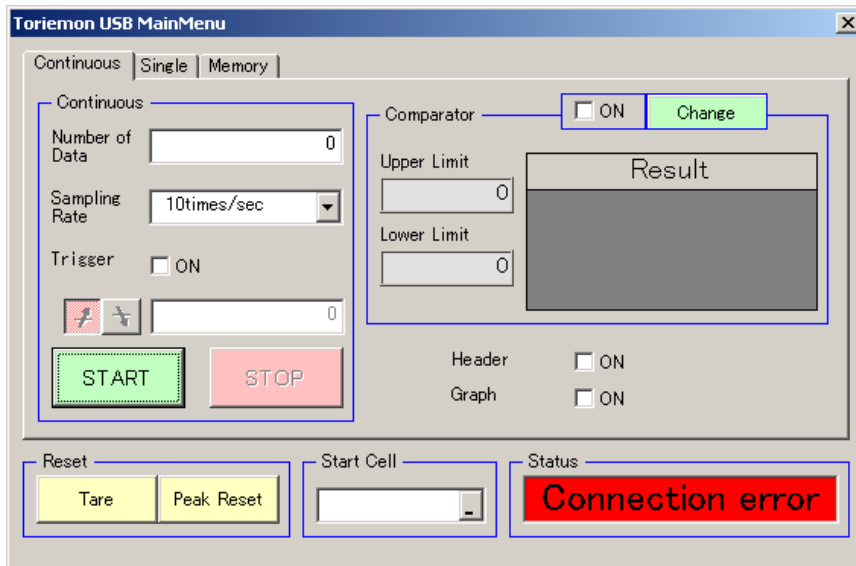 Toriemon USB MainMenu
Continuous Single Memory
Continuous
Number of
Data
0
Sampling
Rate
10times/sec
Trigger
ON
0
START
STOP
Comparator
ON
Change
Upper Limit
0
Lower Limit
0
Result
Header
ON
Graph
ON
Reset
Tare
Peak Reset
Start Cell
Status
Connection error